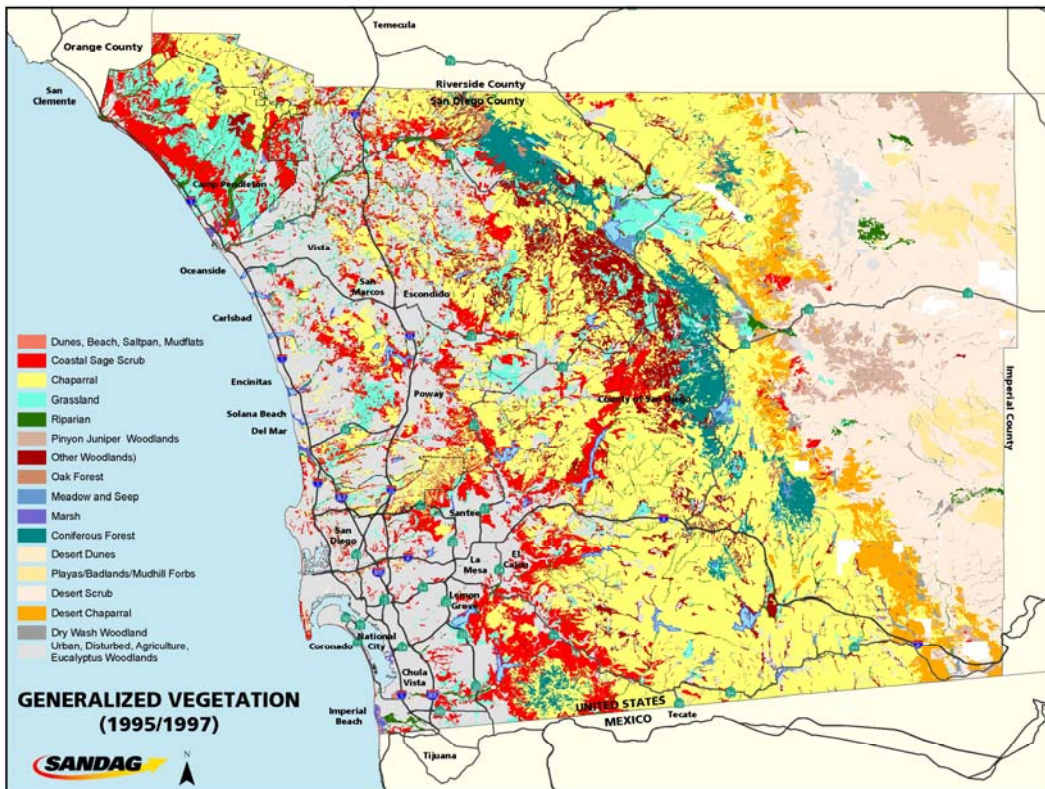 Temecula
Orange County
Riverside County
San Diego County
San
Clemente
Camp Pendleton
Vista
Oceanside
San
Marcos
Escondido
Carlsbad
Encinitas
Poway
Solana Beach
Del Mar
County of San Diego
Imperial County
Santee
San
Diego
La
Mesa
El
Cajon
Lemon
Grove
National
City
Coronado
Chula
Vista
Imperial
Beach
UNITED STATES
MEXICO
Tecate
Tijuana
Dunes, Beach, Saltpan, Mudflats
Coastal Sage Scrub
Chaparral
Grassland
Riparian
Pinyon Juniper Woodlands
Other Woodlands)
Oak Forest
Meadow and Seep
Marsh
Coniferous Forest
Desert Dunes
Playas/Badlands/Mudhill Forbs
Desert Scrub
Desert Chaparral
Dry Wash Woodland
Urban, Disturbed, Agriculture,
Eucalyptus Woodlands
GENERALIZED VEGETATION
(1995/1997)
SANDAG
N